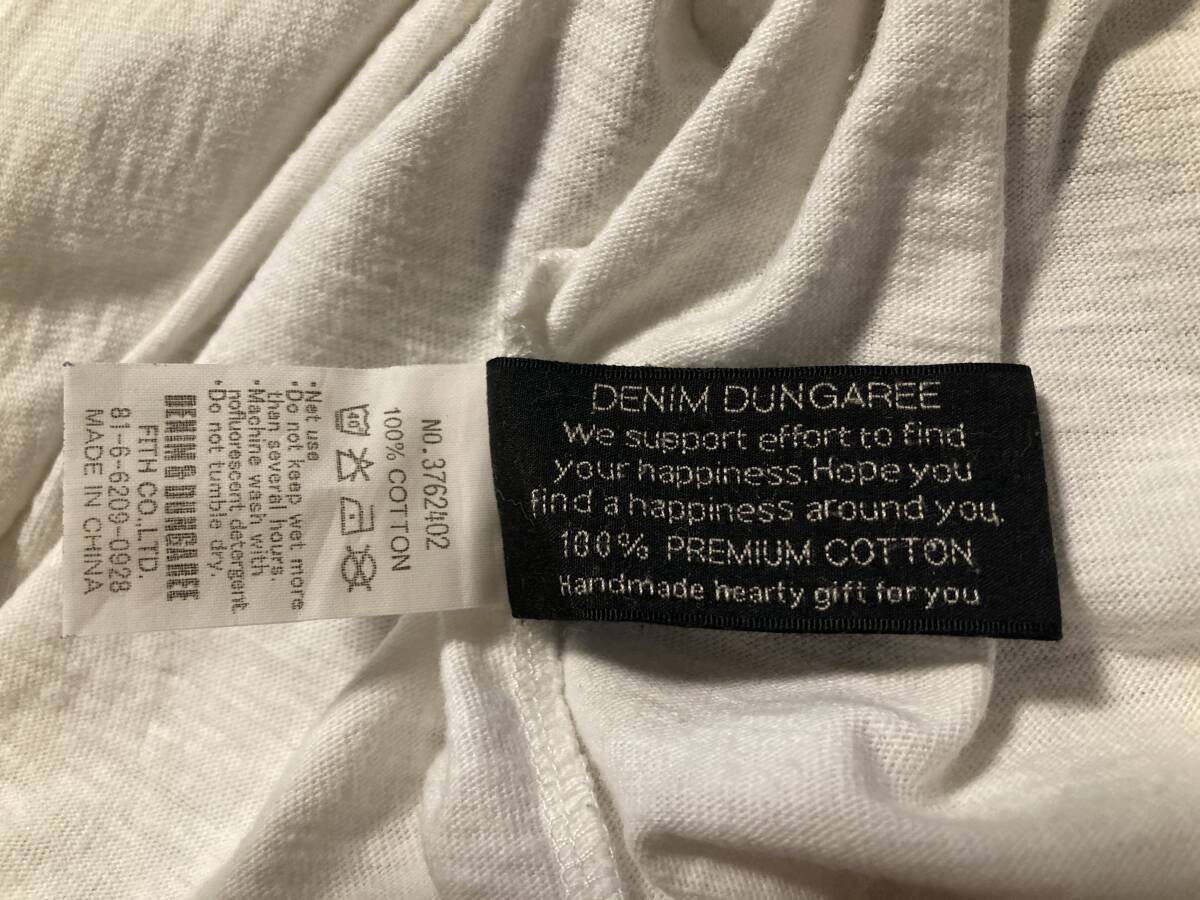 NO.3762402
100% COTTON
40
•Net use
•Do not keep wet more
than several hours.
•Machine wash with
nofluorescent detergent
•Do not tumble dry.
DENIM & DUNGAREE
FITH CO.,LTD.
81-6-6209-0928
MADE IN CHINA
DENIM DUNGAREE
We support effort to find
your happiness.Hope you
find a happiness around you.
100% PREMIUM COTTON
Handmade hearty gift for you